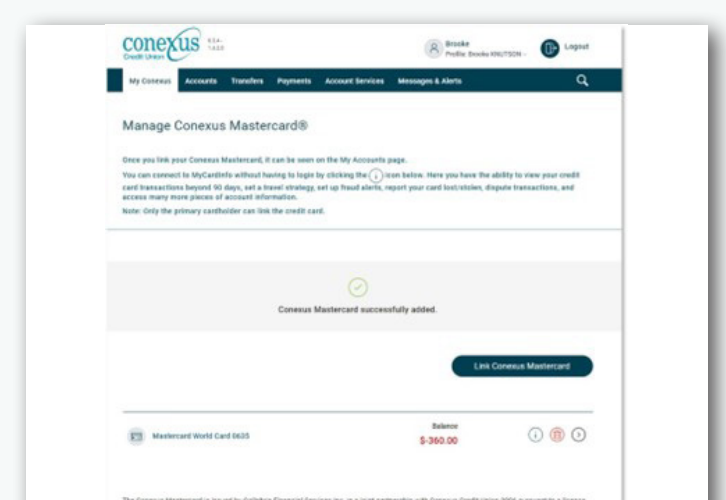 conexus
Credit Union
Brooke
Profile: Brooke KNUTSON
Logout
My Conexus Accounts Transfers Payments Account Services Messages & Alerts
Manage Conexus Mastercard®
Once you link your Conexus Mastercard, it can be seen on the My Accounts page.
You can connect to MyCardInfo without having to login by clicking the i icon below. Here you have the ability to view your credit
card transactions beyond 90 days, set a travel strategy, set up fraud alerts, report your card lost/stolen, dispute transactions, and
access many more pieces of account information.
Note: Only the primary cardholder can link the credit card.
Conexus Mastercard successfully added.
Link Conexus Mastercard
Balance
Mastercard World Card 0635 $-360.00